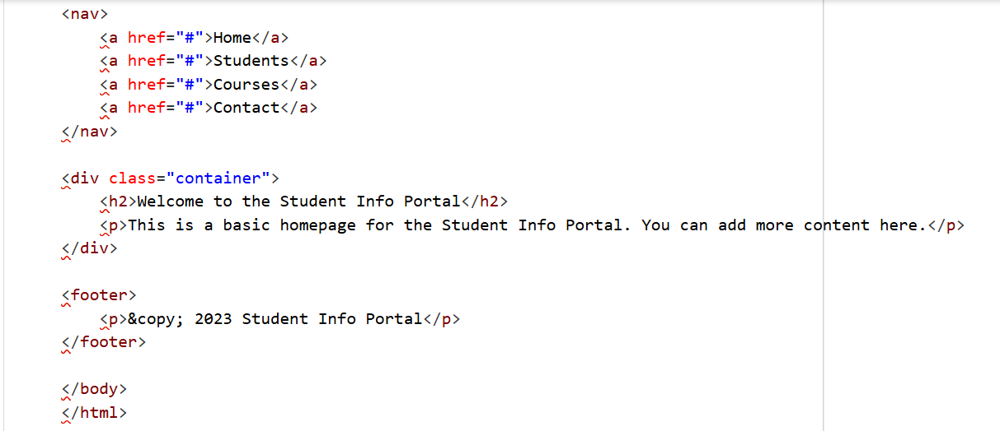 <nav>
<a href="#">Home</a>
<a href="#">Students</a>
<a href="#">Courses</a>
<a href="#">Contact</a>
</nav>
<div class="container">
<h2>Welcome to the Student Info Portal</h2>
<p>This is a basic homepage for the Student Info Portal. You can add more content here.</p>
</div>
<footer>
<p>&copy; 2023 Student Info Portal</p>
</footer>
</body>
</html>